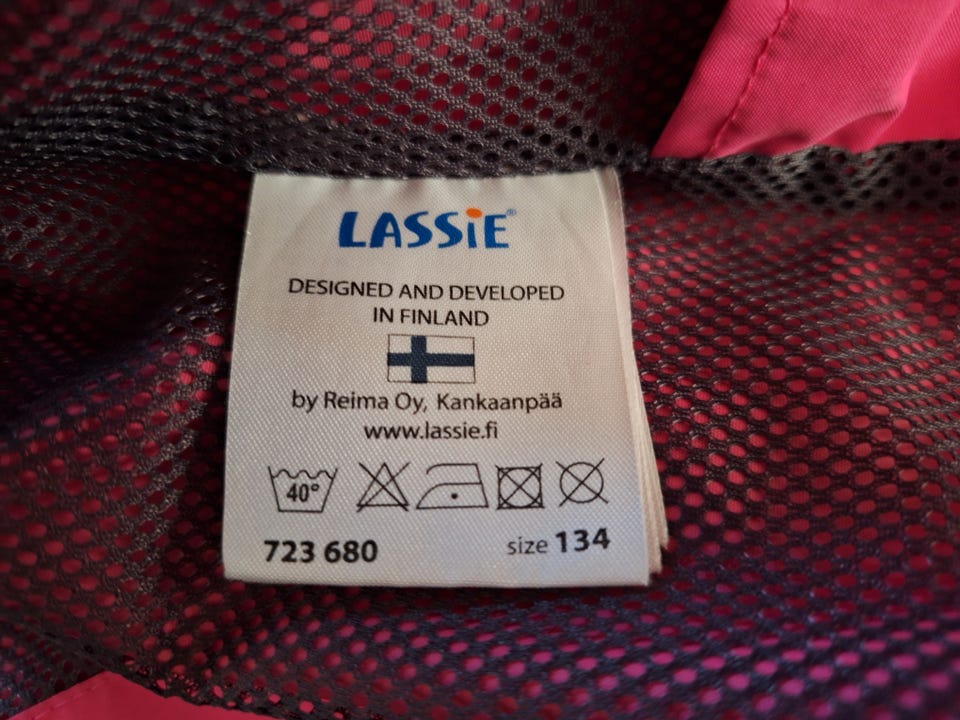 LASSiE®
DESIGNED AND DEVELOPED
IN FINLAND
by Reima Oy, Kankaanpää
www.lassie.fi
40°
723 680 size 134